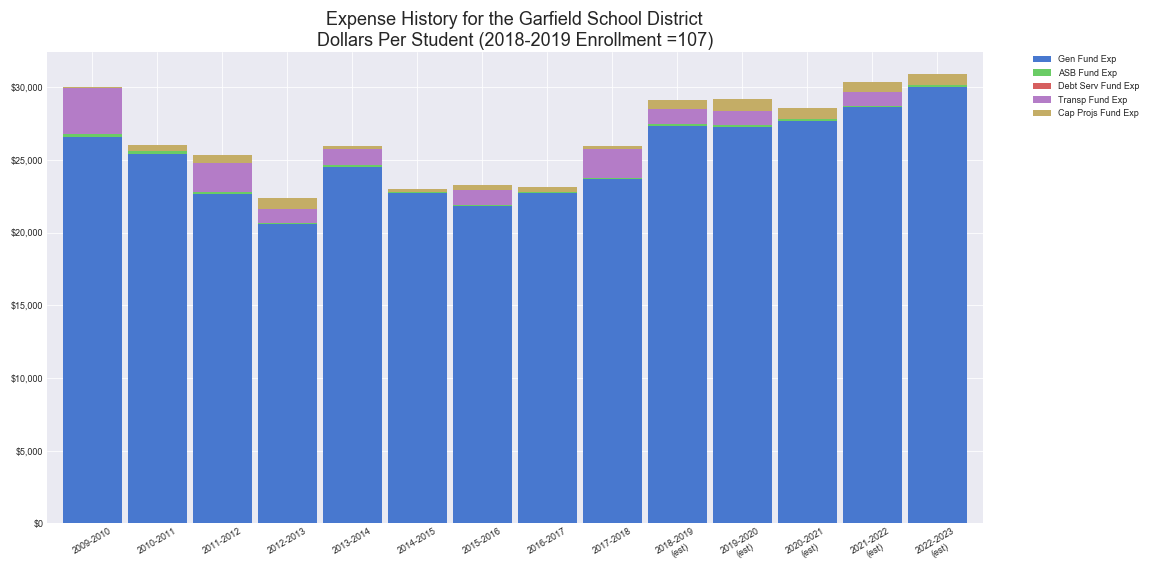 Expense History for the Garfield School District
Dollars Per Student (2018-2019 Enrollment =107)
Gen Fund Exp
ASB Fund Exp
Debt Serv Fund Exp
Transp Fund Exp
Cap Projs Fund Exp
$30,000
$25,000
$20,000
$15,000
$10,000
$5,000
$0
2009-2010
2010-2011
2011-2012
2012-2013
2013-2014
2014-2015
2015-2016
2016-2017
2017-2018
2018-2019
(est)
2019-2020
(est)
2020-2021
(est)
2021-2022
(est)
2022-2023
(est)